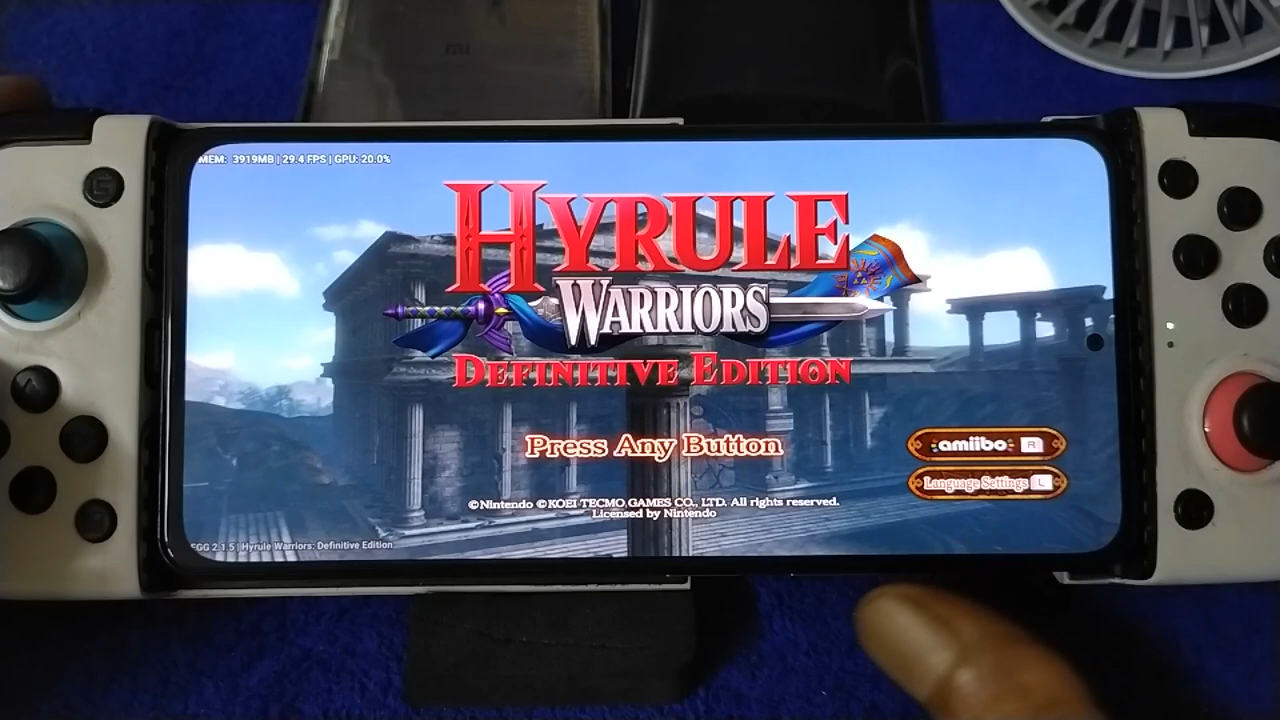 mi
MEM: 3919MB | 29.4 FPS | GPU: 20.0%
G
HYRULE
WARRIORS
DEFINITIVE EDITION
Press Any Button
amiibo R
Language Settings L
©Nintendo ©KOEI TECMO GAMES CO., LTD. All rights reserved.
Licensed by Nintendo
EGG 2.1.5 | Hyrule Warriors: Definitive Edition